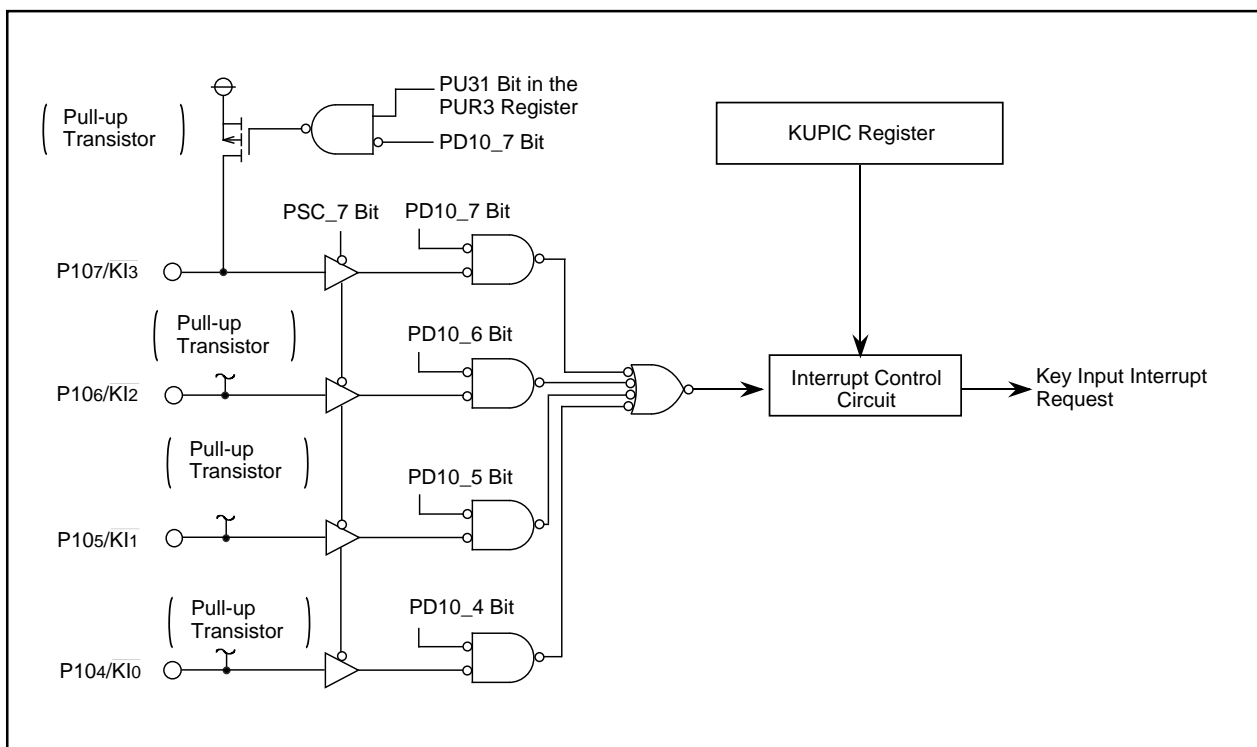 PU31 Bit in the
PUR3 Register
Pull-up
Transistor
PD10_7 Bit
KUPIC Register
PSC_7 Bit
PD10_7 Bit
P107/KI3
Pull-up
Transistor
PD10_6 Bit
P106/KI2
Interrupt Control
Circuit
Key Input Interrupt
Request
Pull-up
Transistor
PD10_5 Bit
P105/KI1
Pull-up
Transistor
PD10_4 Bit
P104/KI0